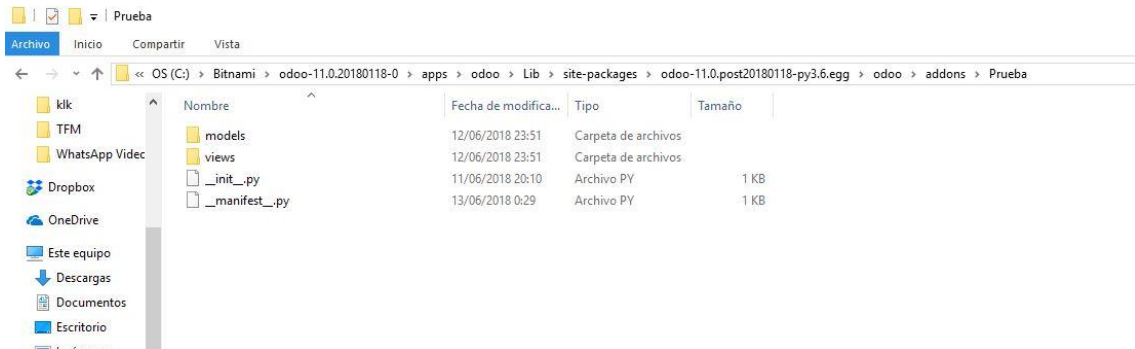 Prueba
Archivo Inicio Compartir Vista
« OS (C:) › Bitnami › odoo-11.0.20180118-0 › apps › odoo › Lib › site-packages › odoo-11.0.post20180118-py3.6.egg › odoo › addons › Prueba
klk
TFM
WhatsApp Videc
Dropbox
OneDrive
Este equipo
Descargas
Documentos
Escritorio
Nombre Fecha de modifica... Tipo Tamaño
models 12/06/2018 23:51 Carpeta de archivos
views 12/06/2018 23:51 Carpeta de archivos
__init__.py 11/06/2018 20:10 Archivo PY 1 KB
__manifest__.py 13/06/2018 0:29 Archivo PY 1 KB